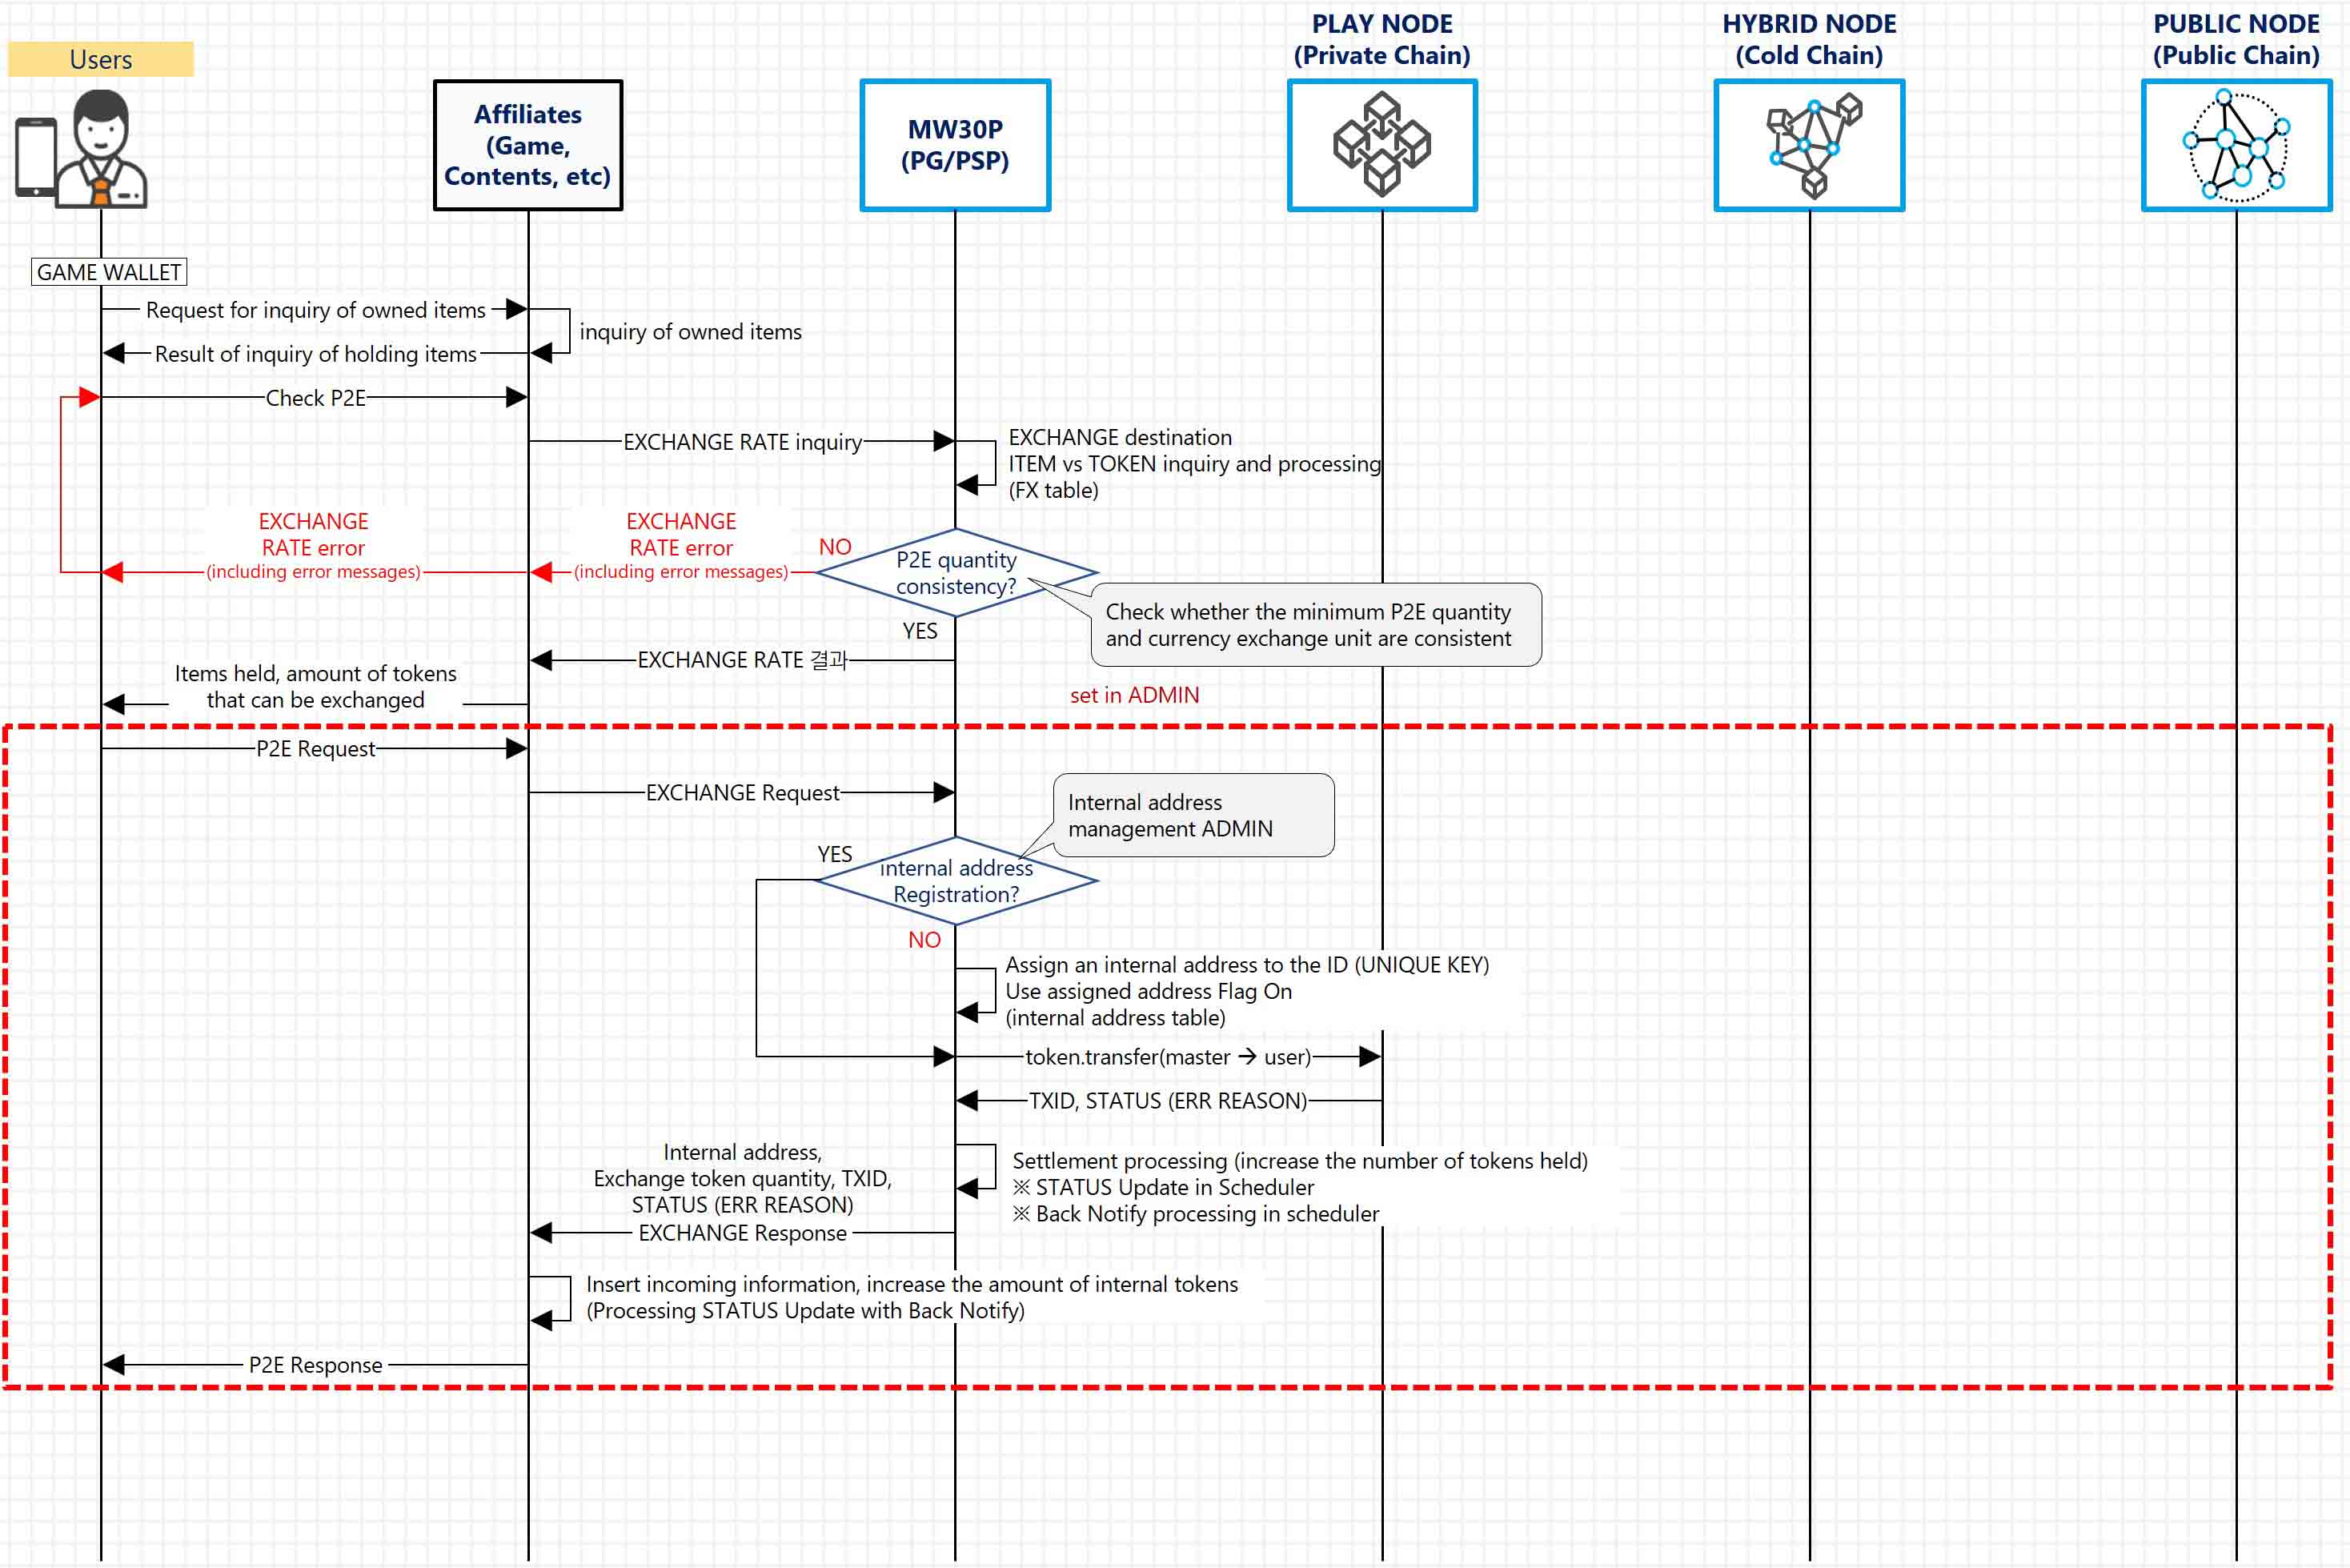 PLAY NODE
(Private Chain)
HYBRID NODE
(Cold Chain)
PUBLIC NODE
(Public Chain)
Users
Affiliates
(Game,
Contents, etc)
MW30P
(PG/PSP)
GAME WALLET
Request for inquiry of owned items
inquiry of owned items
Result of inquiry of holding items
Check P2E
EXCHANGE RATE inquiry
EXCHANGE destination
ITEM vs TOKEN inquiry and processing
(FX table)
EXCHANGE
RATE error
(including error messages)
EXCHANGE
RATE error
(including error messages)
NO
P2E quantity
consistency?
Check whether the minimum P2E quantity
and currency exchange unit are consistent
YES
EXCHANGE RATE 결과
Items held, amount of tokens
that can be exchanged
set in ADMIN
P2E Request
EXCHANGE Request
Internal address
management ADMIN
YES
internal address
Registration?
NO
Assign an internal address to the ID (UNIQUE KEY)
Use assigned address Flag On
(internal address table)
token.transfer(master → user)
TXID, STATUS (ERR REASON)
Internal address,
Exchange token quantity, TXID,
STATUS (ERR REASON)
EXCHANGE Response
Settlement processing (increase the number of tokens held)
※ STATUS Update in Scheduler
※ Back Notify processing in scheduler
Insert incoming information, increase the amount of internal tokens
(Processing STATUS Update with Back Notify)
P2E Response